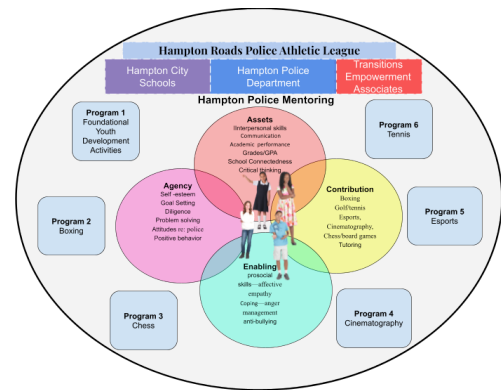 Hampton Roads Police Athletic League
Hampton City
Schools
Hampton Police
Department
Transitions
Empowerment
Associates
Hampton Police Mentoring
Program 1
Foundational
Youth
Development
Activities
Program 2
Boxing
Program 3
Chess
Assets
IInterpersonal skills
Communication
Academic performance
Grades/GPA
School Connectedness
Critical thinking
Agency
Self -esteem
Goal Setting
Diligence
Problem solving
Attitudes re: police
Positive behavior
Contribution
Boxing
Golf/tennis
Esports,
Cinematography,
Chess/board games
Tutoring
Enabling
prosocial
skills—affective
empathy
Coping—anger
management
anti-bullying
Program 6
Tennis
Program 5
Esports
Program 4
Cinematography